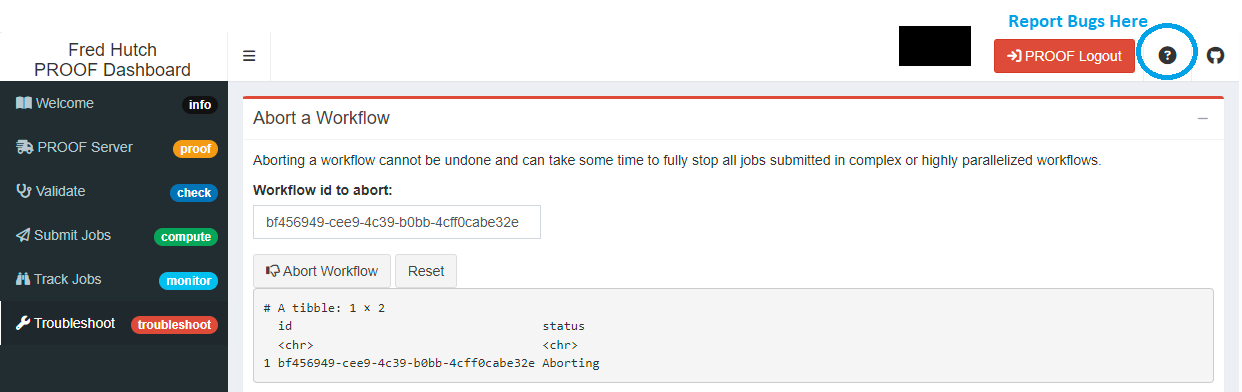 Report Bugs Here
Fred Hutch
PROOF Dashboard
PROOF Logout
?
Welcome info
PROOF Server proof
Validate check
Submit Jobs compute
Track Jobs monitor
Troubleshoot troubleshoot
Abort a Workflow
Aborting a workflow cannot be undone and can take some time to fully stop all jobs submitted in complex or highly parallelized workflows.
Workflow id to abort:
bf456949-cee9-4c39-b0bb-4cff0cabe32e
Abort Workflow Reset
# A tibble: 1 × 2
id status
<chr> <chr>
1 bf456949-cee9-4c39-b0bb-4cff0cabe32e Aborting